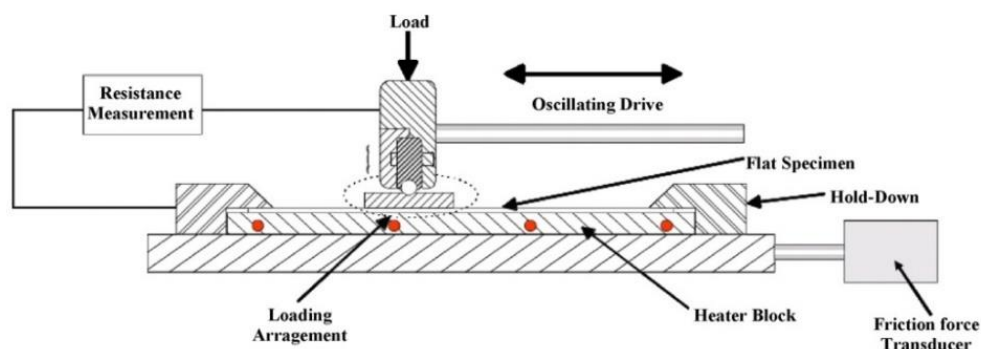 Load
Resistance
Measurement
Oscillating Drive
Flat Specimen
Hold-Down
Loading
Arragement
Heater Block
Friction force
Transducer